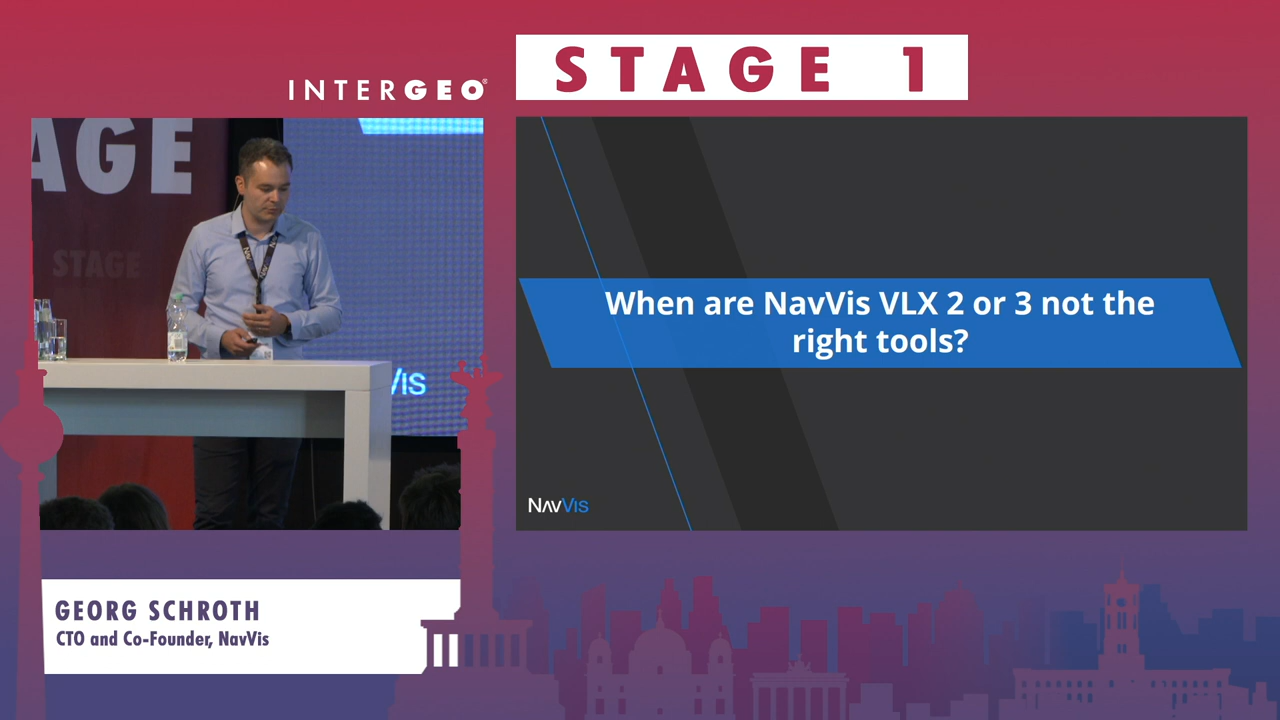 INTERGEO®
STAGE 1
AGE
STAGE
Vis
When are NavVis VLX 2 or 3 not the
right tools?
NAVVIS
GEORG SCHROTH
CTO and Co-Founder, NavVis